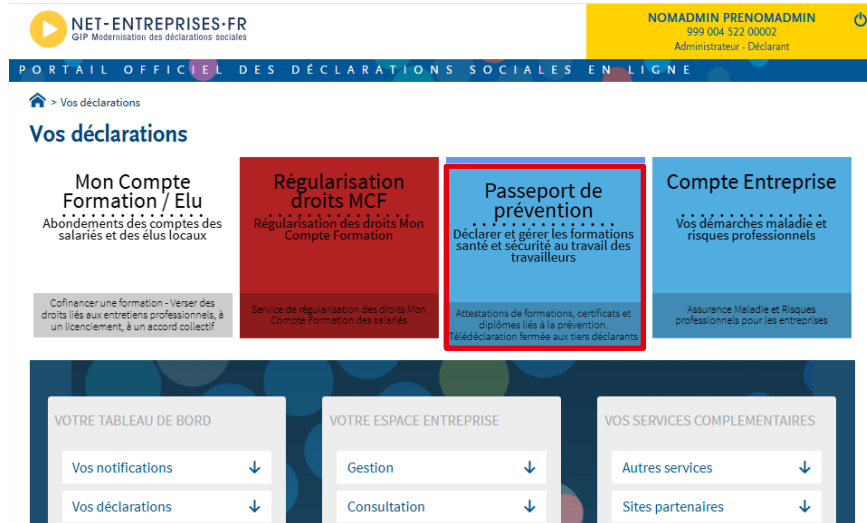 NET-ENTREPRISES·FR
GIP Modernisation des déclarations sociales
NOMADMIN PRENOMADMIN
999 004 522 00002
Administrateur - Déclarant
PORTAIL OFFICIEL DES DÉCLARATIONS SOCIALES EN LIGNE
> Vos déclarations
Vos déclarations
Mon Compte
Formation / Elu
Abondements des comptes des
salariés et des élus locaux
Cofinancer une formation - Verser des
droits liés aux entretiens professionnels, à
un licenciement, à un accord collectif
Régularisation
droits MCF
Régularisation des droits Mon
Compte Formation
Service de régularisation des droits Mon
Compte Formation des salariés
Passeport de
prévention
Déclarer et gérer les formations
santé et sécurité au travail des
travailleurs
Attestations de formations, certificats et
diplômes liés à la prévention.
Télédéclaration fermée aux tiers déclarants
Compte Entreprise
Vos démarches maladie et
risques professionnels
Assurance Maladie et Risques
professionnels pour les entreprises
VOTRE TABLEAU DE BORD
Vos notifications
Vos déclarations
VOTRE ESPACE ENTREPRISE
Gestion
Consultation
VOS SERVICES COMPLEMENTAIRES
Autres services
Sites partenaires